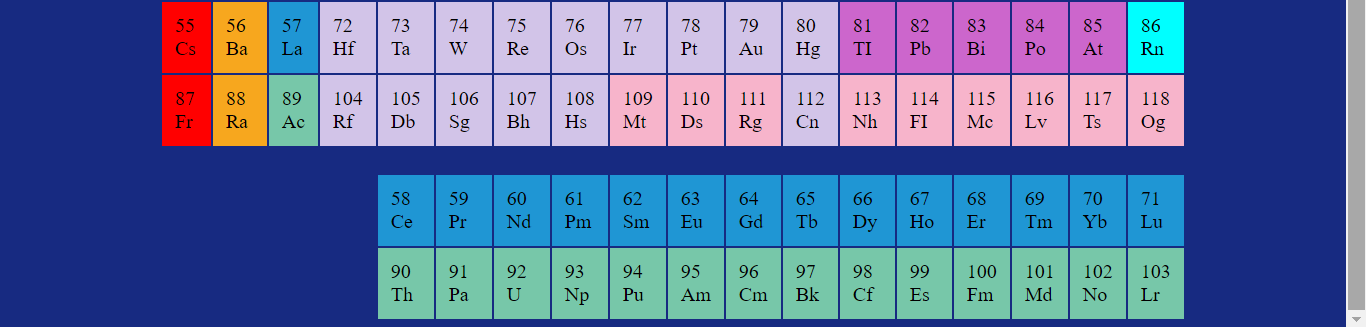 55 56 57 72 73 74 75 76 77 78 79 80 81 82 83 84 85 86
Cs Ba La Hf Ta W Re Os Ir Pt Au Hg TI Pb Bi Po At Rn
87 88 89 104 105 106 107 108 109 110 111 112 113 114 115 116 117 118
Fr Ra Ac Rf Db Sg Bh Hs Mt Ds Rg Cn Nh FI Mc Lv Ts Og
58 59 60 61 62 63 64 65 66 67 68 69 70 71
Ce Pr Nd Pm Sm Eu Gd Tb Dy Ho Er Tm Yb Lu
90 91 92 93 94 95 96 97 98 99 100 101 102 103
Th Pa U Np Pu Am Cm Bk Cf Es Fm Md No Lr